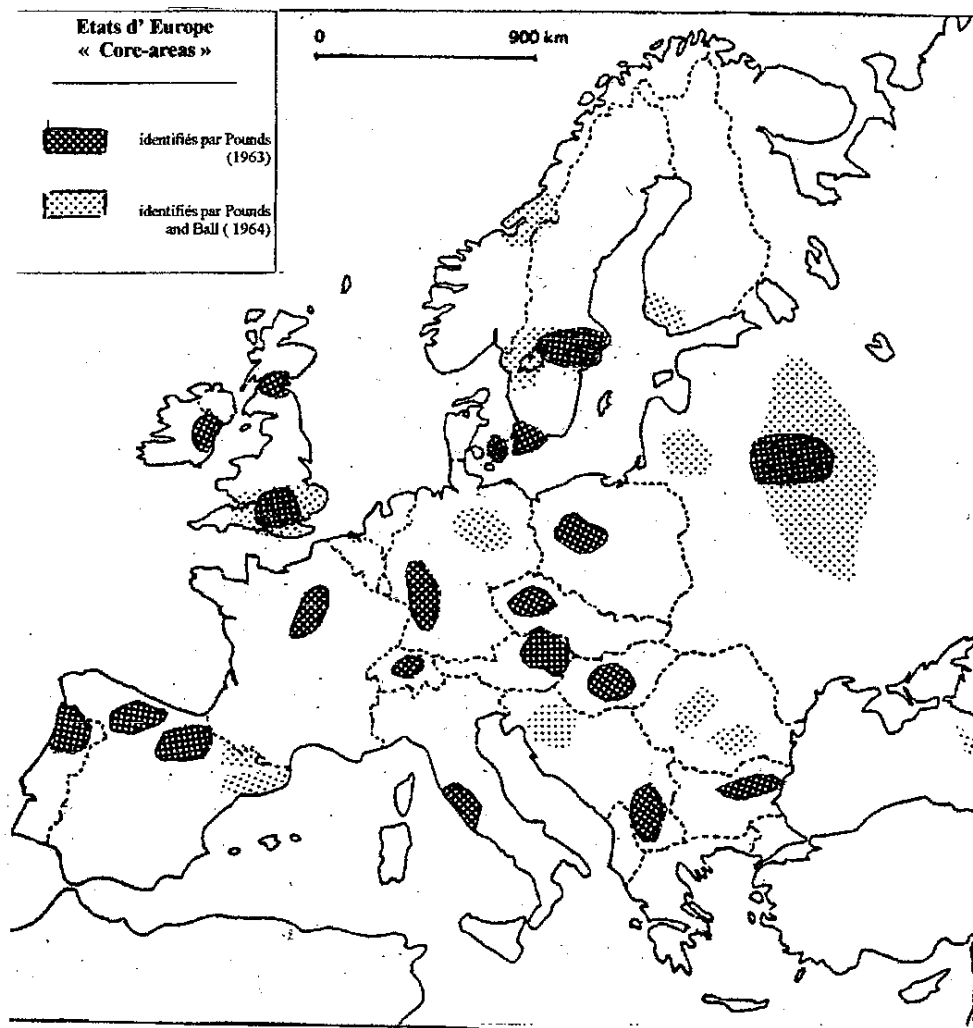 Etats d' Europe
« Core-areas »
0 900 km
identifiés par Pounds
(1963)
identifiés par Pounds
and Ball ( 1964)